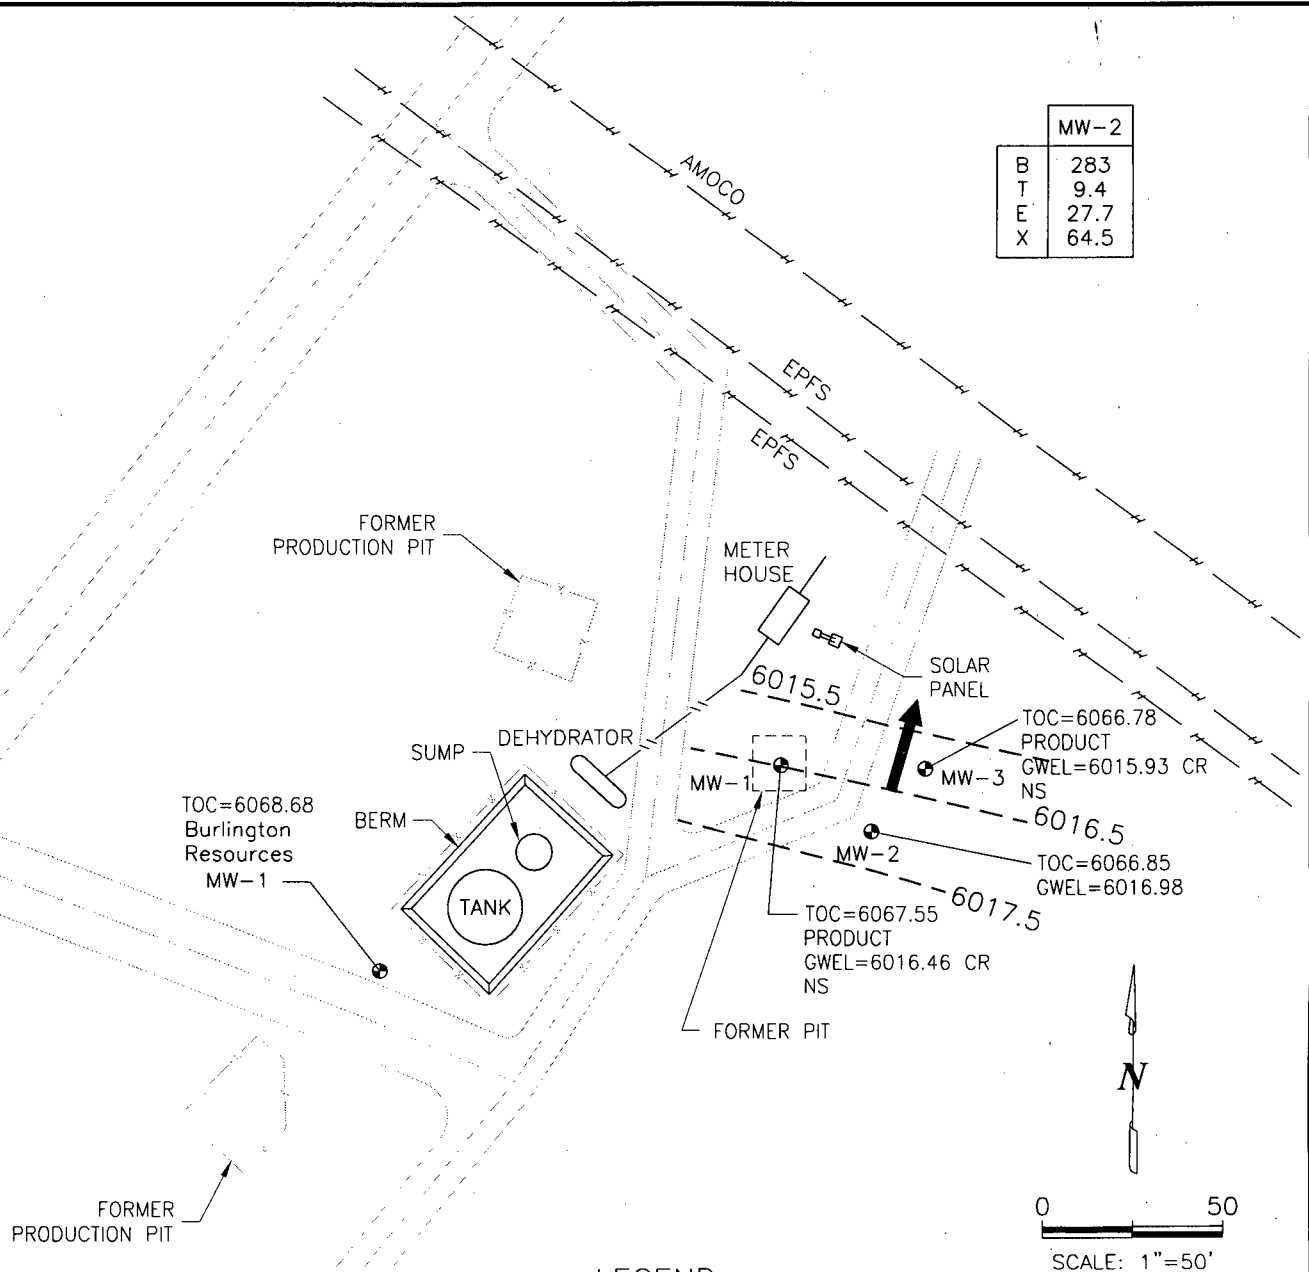 MW-2
B 283
T 9.4
E 27.7
X 64.5
AMOCO
EPFS
EPFS
FORMER
PRODUCTION PIT
METER
HOUSE
SOLAR
PANEL
6015.5
TOC=6066.78
PRODUCT
GWEL=6015.93 CR
NS
MW-3
DEHYDRATOR
SUMP
MW-1
6016.5
TOC=6068.68
Burlington
Resources
MW-1
BERM
TANK
MW-2
TOC=6066.85
GWEL=6016.98
6017.5
TOC=6067.55
PRODUCT
GWEL=6016.46 CR
NS
FORMER PIT
N
FORMER
PRODUCTION PIT
0 50
SCALE: 1"=50'
LEGEND